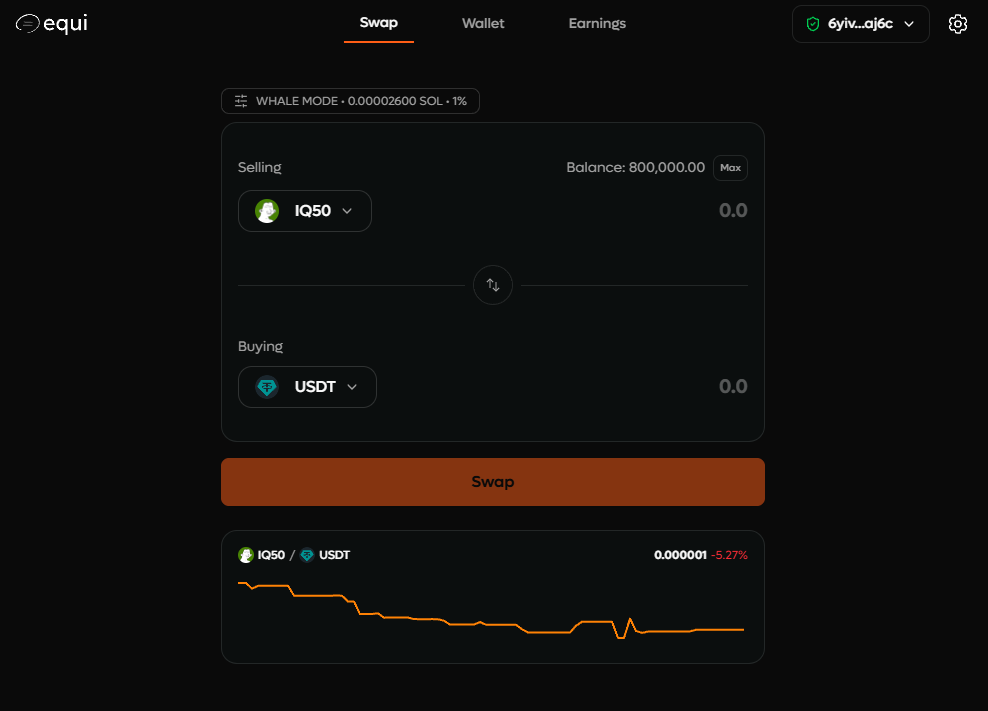 equi
Swap Wallet Earnings 6yiv...aj6c
WHALE MODE • 0.00002600 SOL • 1%
Selling Balance: 800,000.00 Max
IQ50 0.0
Buying
USDT 0.0
Swap
IQ50 / USDT 0.000001 -5.27%